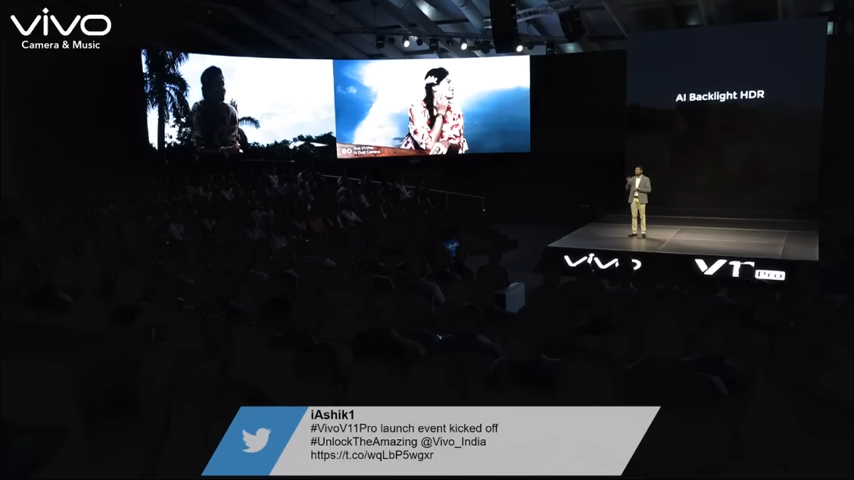 vivo
Camera & Music
AI Backlight HDR
vivo
V11 Pro
iAshik1
#VivoV11Pro launch event kicked off
#UnlockTheAmazing @Vivo_India
https://t.co/wqLbP5wgxr